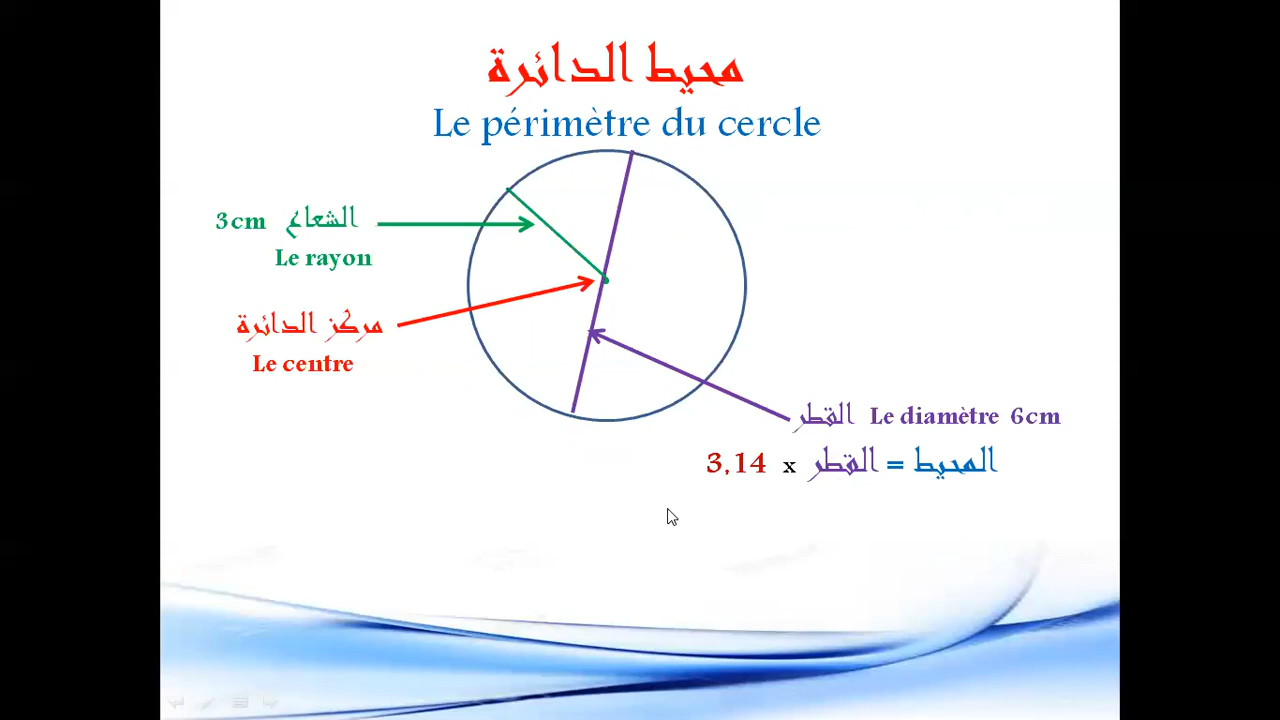 محيط الدائرة
Le périmètre du cercle
الشعاع 3cm
Le rayon
مركز الدائرة
Le centre
القطر Le diamètre 6cm
المحيط = القطر x 3,14